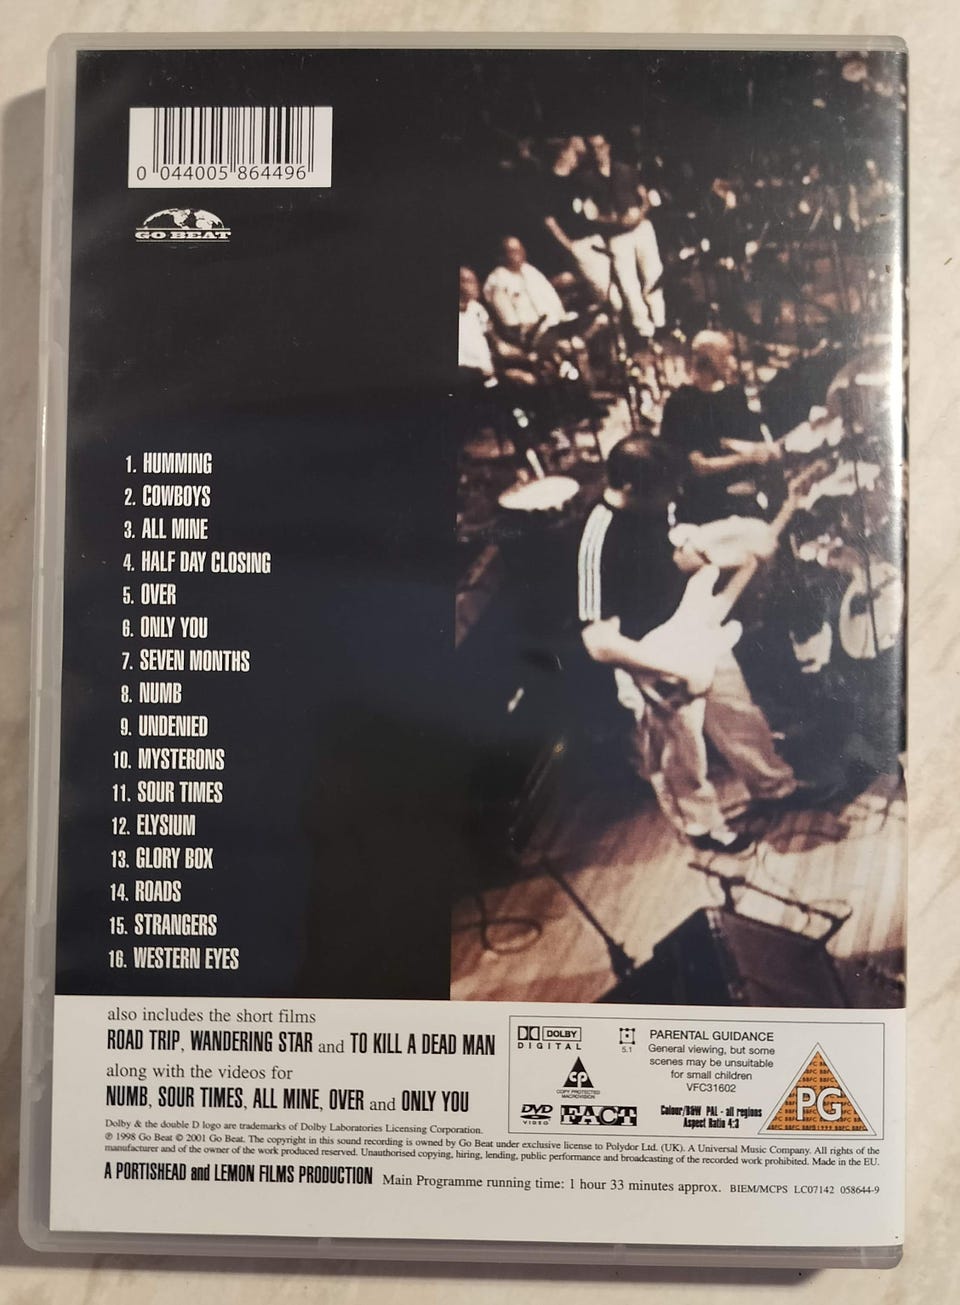 0 044005 864496
GO BEAT
1. HUMMING
2. COWBOYS
3. ALL MINE
4. HALF DAY CLOSING
5. OVER
6. ONLY YOU
7. SEVEN MONTHS
8. NUMB
9. UNDENIED
10. MYSTERONS
11. SOUR TIMES
12. ELYSIUM
13. GLORY BOX
14. ROADS
15. STRANGERS
16. WESTERN EYES
also includes the short films
ROAD TRIP, WANDERING STAR and TO KILL A DEAD MAN
along with the videos for
NUMB, SOUR TIMES, ALL MINE, OVER and ONLY YOU
DOLBY
DIGITAL
5.1
CP
COPY PROTECTED
MACROVISION
DVD
VIDEO
FACT
PARENTAL GUIDANCE
General viewing, but some
scenes may be unsuitable
for small children
VFC31602
Colour/B&W PAL - all regions
Aspect Ratio 4:3
PG
Dolby & the double D logo are trademarks of Dolby Laboratories Licensing Corporation.
℗ 1998 Go Beat © 2001 Go Beat. The copyright in this sound recording is owned by Go Beat under exclusive license to Polydor Ltd. (UK). A Universal Music Company. All rights of the
manufacturer and of the owner of the work produced reserved. Unauthorised copying, hiring, lending, public performance and broadcasting of the recorded work prohibited. Made in the EU.
A PORTISHEAD and LEMON FILMS PRODUCTION Main Programme running time: 1 hour 33 minutes approx. BIEM/MCPS LC07142 058644-9